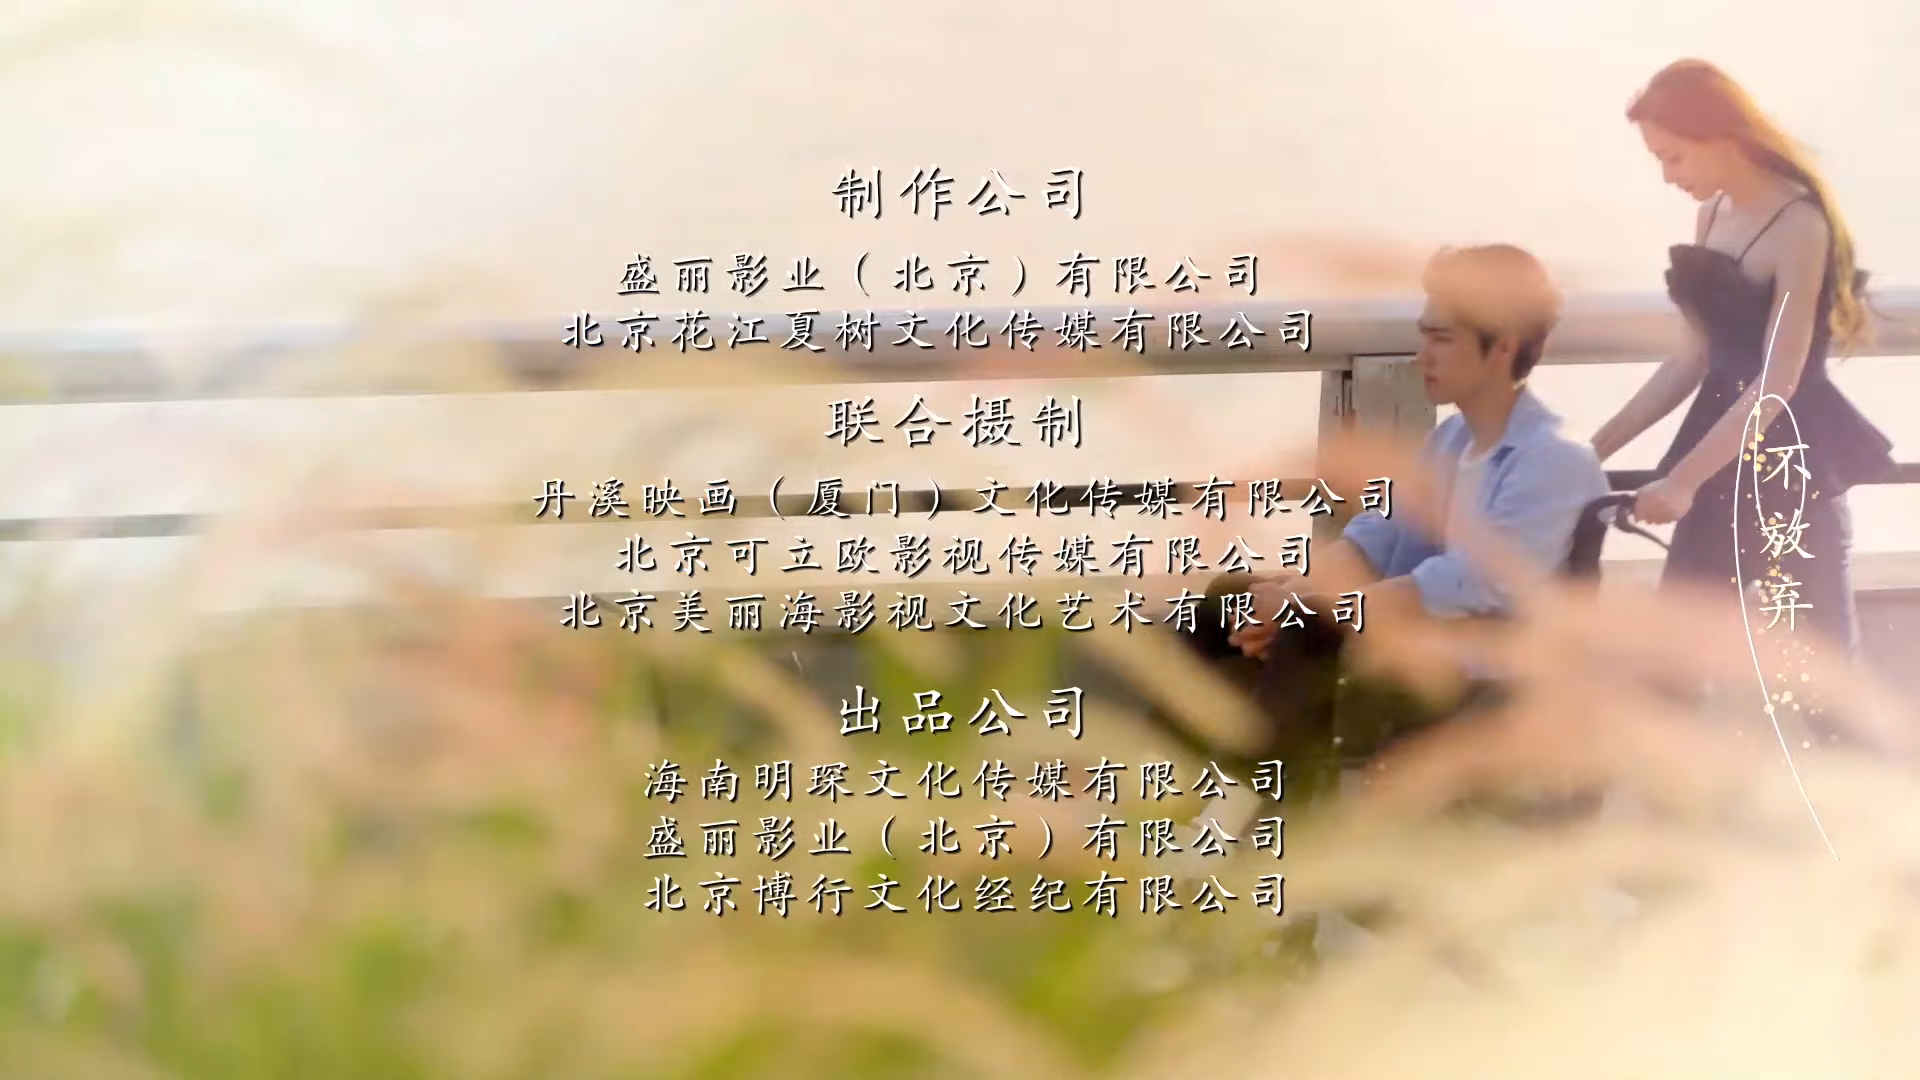 制作公司
盛丽影业（北京）有限公司
北京花江夏树文化传媒有限公司
联合摄制
丹溪映画（厦门）文化传媒有限公司
北京可立欧影视传媒有限公司
北京美丽海影视文化艺术有限公司
出品公司
海南明琛文化传媒有限公司
盛丽影业（北京）有限公司
北京博行文化经纪有限公司
不放弃